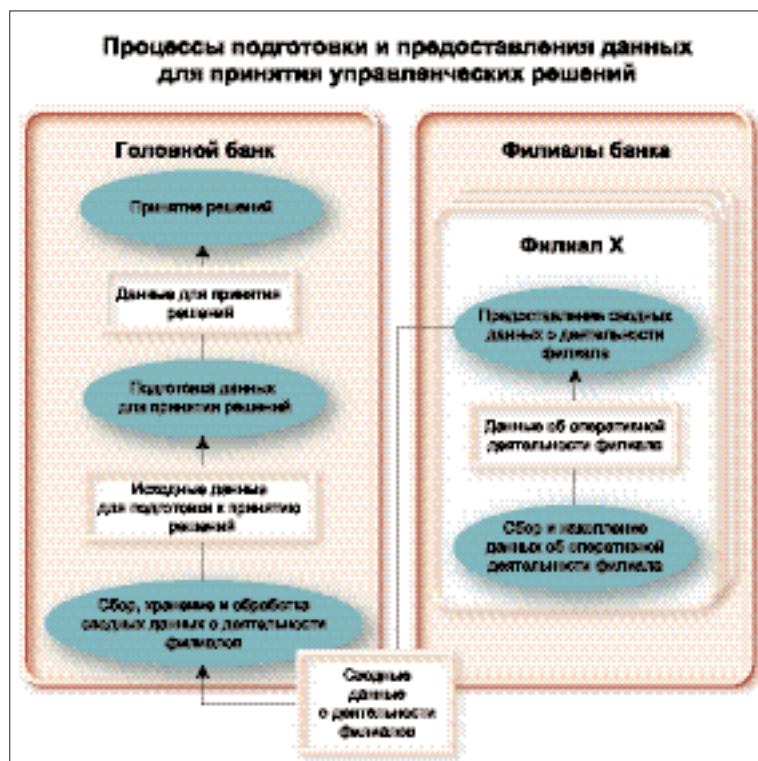 Процессы подготовки и предоставления данных
для принятия управленческих решений
Головной банк
Принятие решений
Данные для принятия
решений
Подготовка данных
для принятия решений
Исходные данные
для подготовки к принятию
решений
Сбор, хранение и обработка
сводных данных о деятельности
филиалов
Филиалы банка
Филиал X
Предоставление сводных
данных о деятельности
филиала
Данные об оперативной
деятельности филиала
Сбор и накопление
данных об оперативной
деятельности филиала
Сводные
данные
о деятельности
филиалов